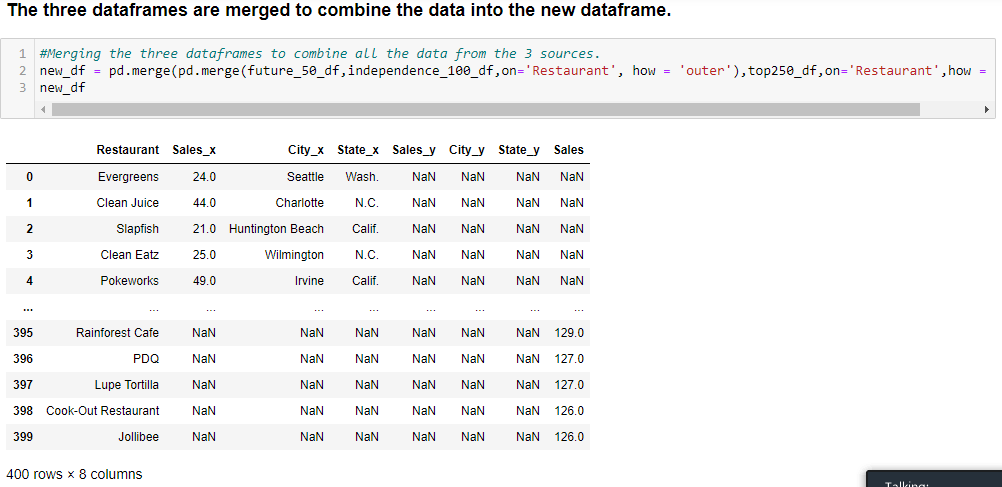 The three dataframes are merged to combine the data into the new dataframe.
1 #Merging the three dataframes to combine all the data from the 3 sources.
2 new_df = pd.merge(pd.merge(future_50_df,independence_100_df,on='Restaurant', how = 'outer'),top250_df,on='Restaurant',how =
3 new_df
Restaurant Sales_x City_x State_x Sales_y City_y State_y Sales
0 Evergreens 24.0 Seattle Wash. NaN NaN NaN NaN
1 Clean Juice 44.0 Charlotte N.C. NaN NaN NaN NaN
2 Slapfish 21.0 Huntington Beach Calif. NaN NaN NaN NaN
3 Clean Eatz 25.0 Wilmington N.C. NaN NaN NaN NaN
4 Pokeworks 49.0 Irvine Calif. NaN NaN NaN NaN
... ... ... ... ... ... ... ... ...
395 Rainforest Cafe NaN NaN NaN NaN NaN NaN 129.0
396 PDQ NaN NaN NaN NaN NaN NaN 127.0
397 Lupe Tortilla NaN NaN NaN NaN NaN NaN 127.0
398 Cook-Out Restaurant NaN NaN NaN NaN NaN NaN 126.0
399 Jollibee NaN NaN NaN NaN NaN NaN 126.0
400 rows × 8 columns
Talking: